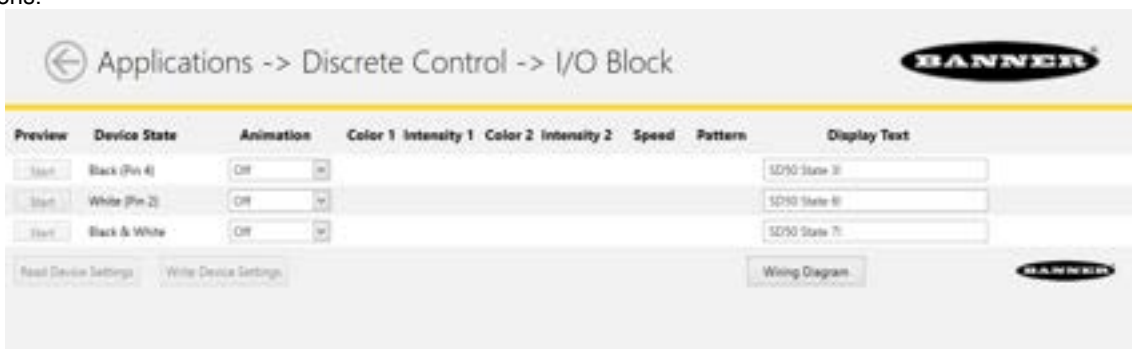 ons.
Applications -> Discrete Control -> I/O Block
BANNER
Preview Device State Animation Color 1 Intensity 1 Color 2 Intensity 2 Speed Pattern Display Text
Start Black (Pin 4) Off SD50 State 3!
Start White (Pin 2) Off SD50 State 6!
Start Black & White Off SD50 State 7!
Read Device Settings Write Device Settings Wiring Diagram BANNER